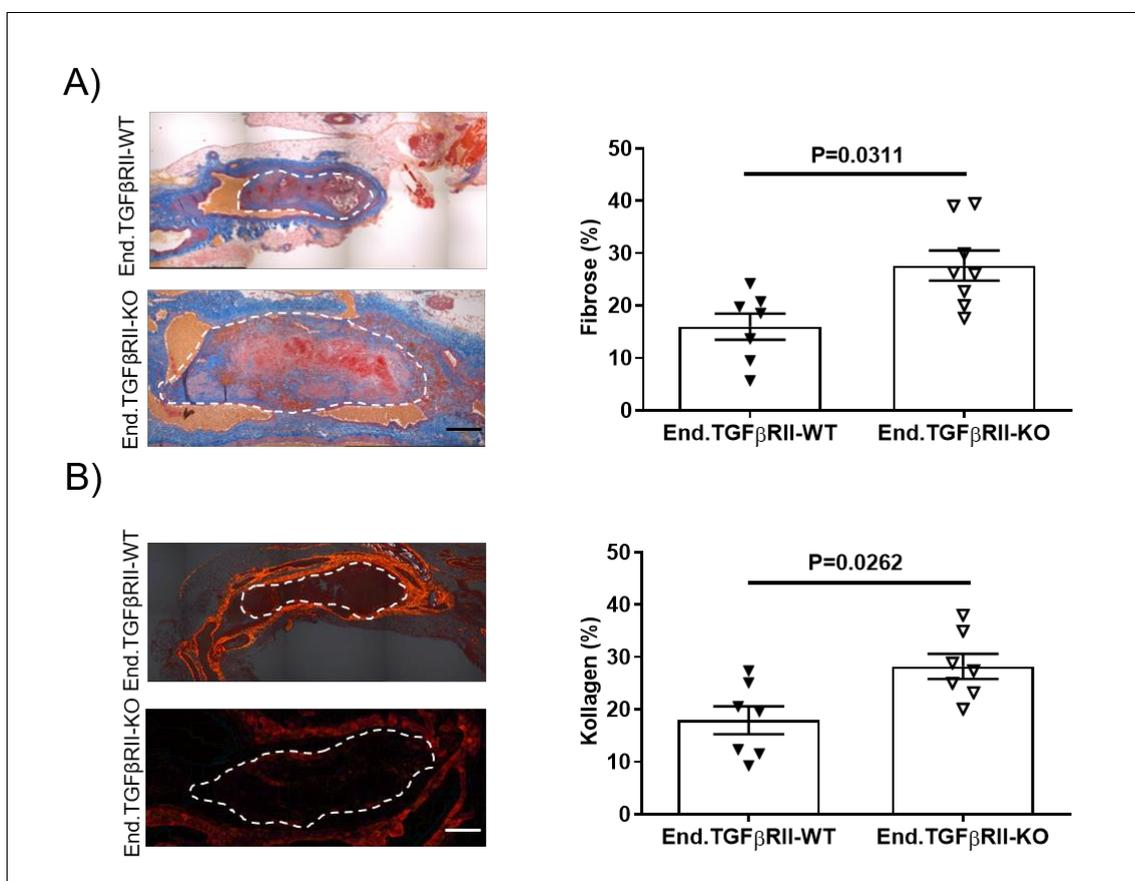 A)
End.TGFβRII-WT
End.TGFβRII-KO
Fibrose (%)
50
40
30
20
10
0
P=0.0311
End.TGFβRII-WT
End.TGFβRII-KO
B)
End.TGFβRII-WT
End.TGFβRII-KO
Kollagen (%)
50
40
30
20
10
0
P=0.0262
End.TGFβRII-WT
End.TGFβRII-KO